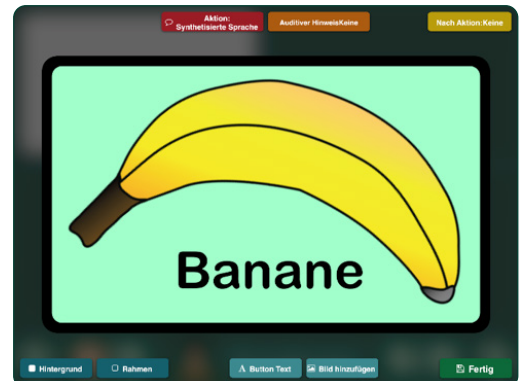 Aktion:
Synthetisierte Sprache
Auditiver HinweisKeine
Nach Aktion:Keine
Banane
Hintergrund
Rahmen
Button Text
Bild hinzufügen
Fertig